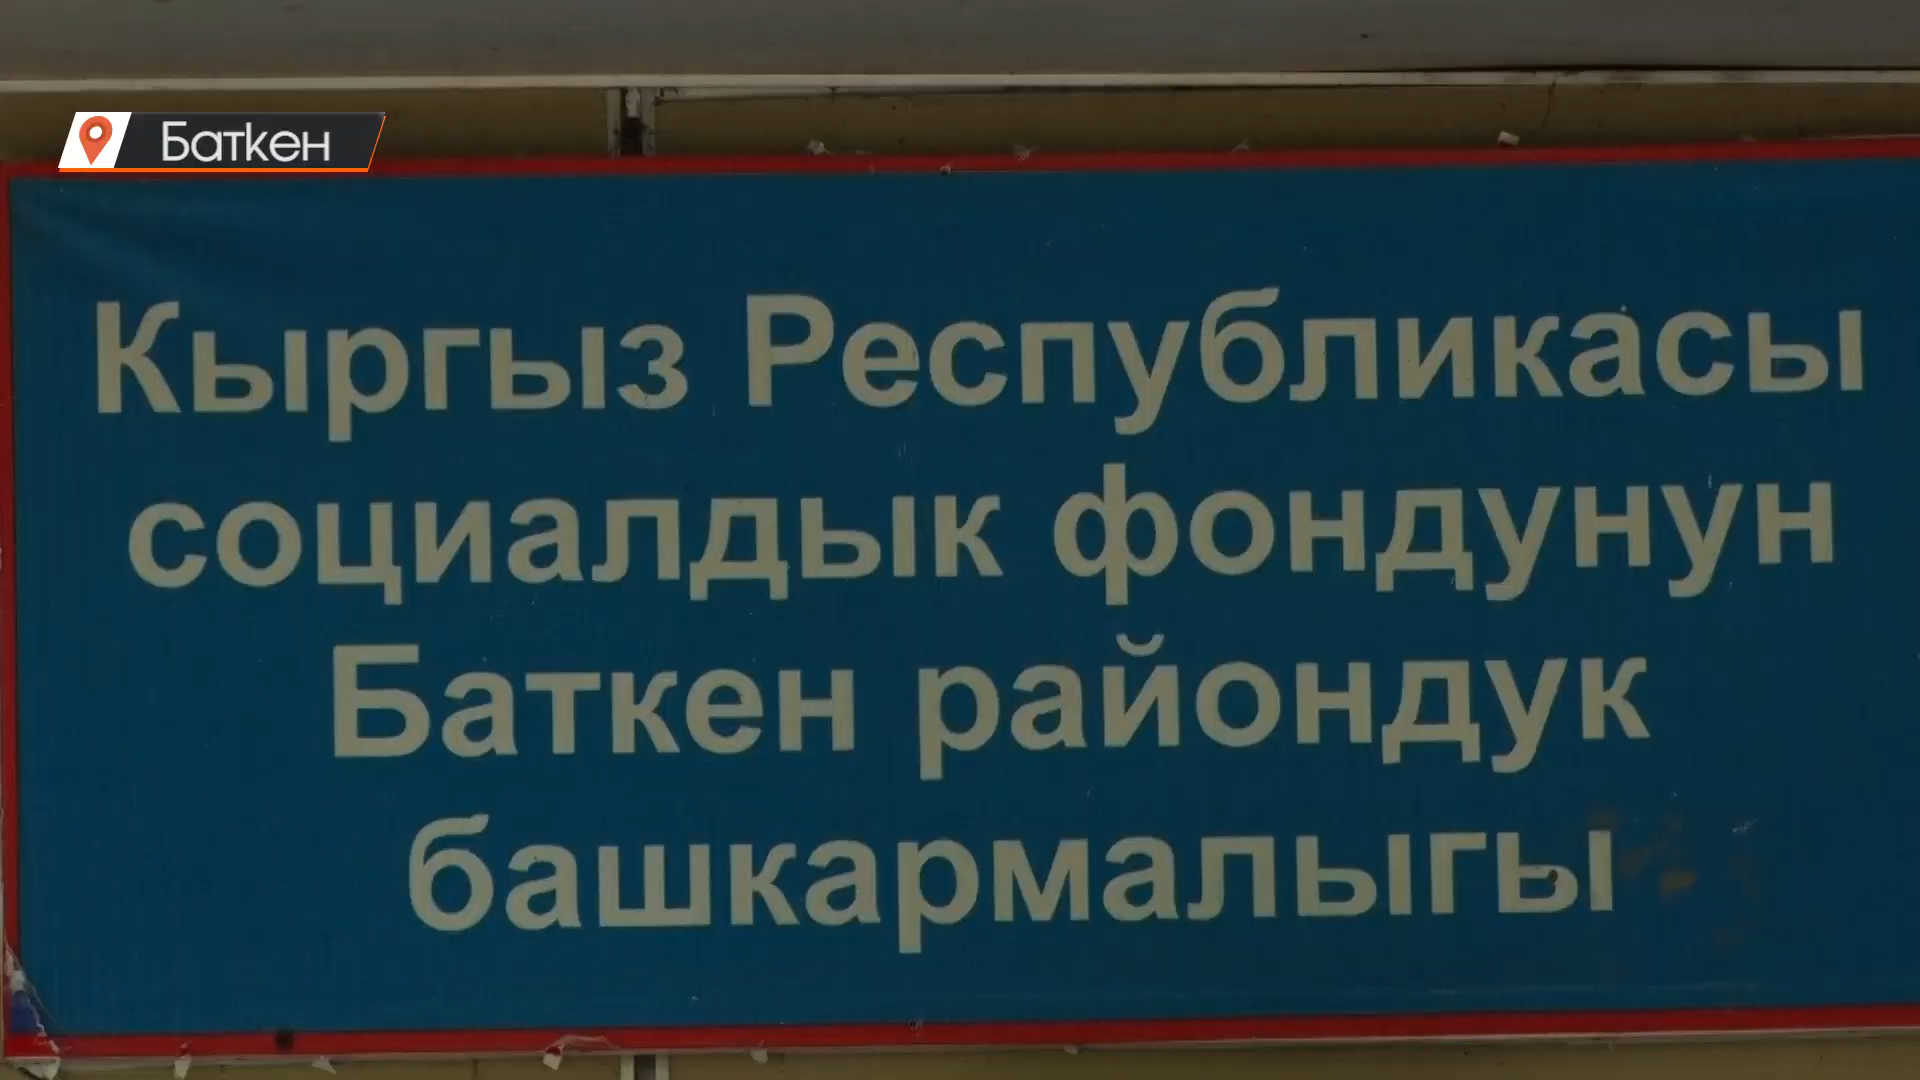 Баткен
Кыргыз Республикасы
социалдык фондунун
Баткен райондук
башкармалыгы